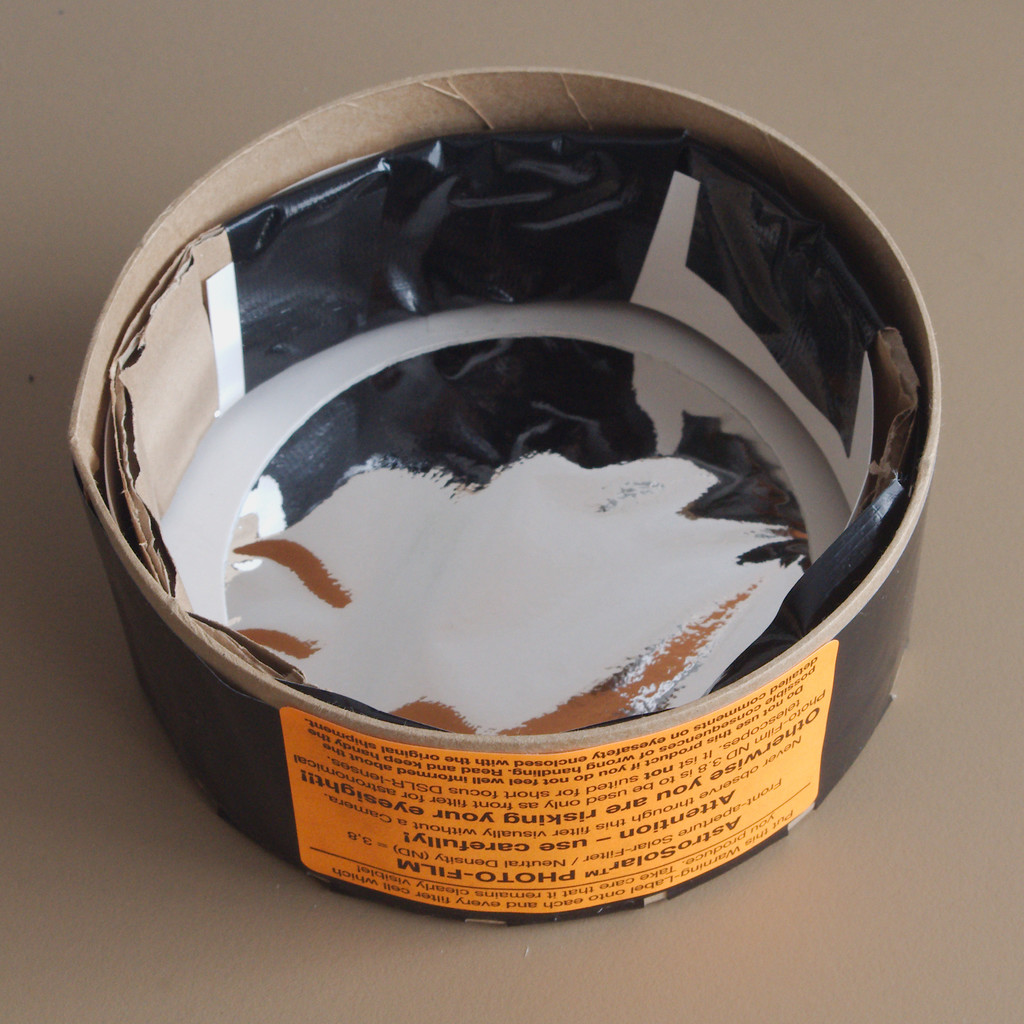 Put this Warning-Label onto each and every filter cell which
you produce. Take care that it remains clearly visible!
AstroSolar™ PHOTO-FILM
Front-aperture Solar-Filter / Neutral Density (ND) = 3,8
Attention – use carefully!
Never observe through this filter visually without a Camera.
Otherwise you are risking your eyesight!!
Photo-Film ND 3.8 is to be used only as front filter for astronomical
telescopes. It ist not suited for short focus DSLR-lenses.
Do not use this product if you do not feel well informed about the
possible consequences of wrong handling. Read and keep handy the
detailed comments on eyesafety enclosed with the original shipment.